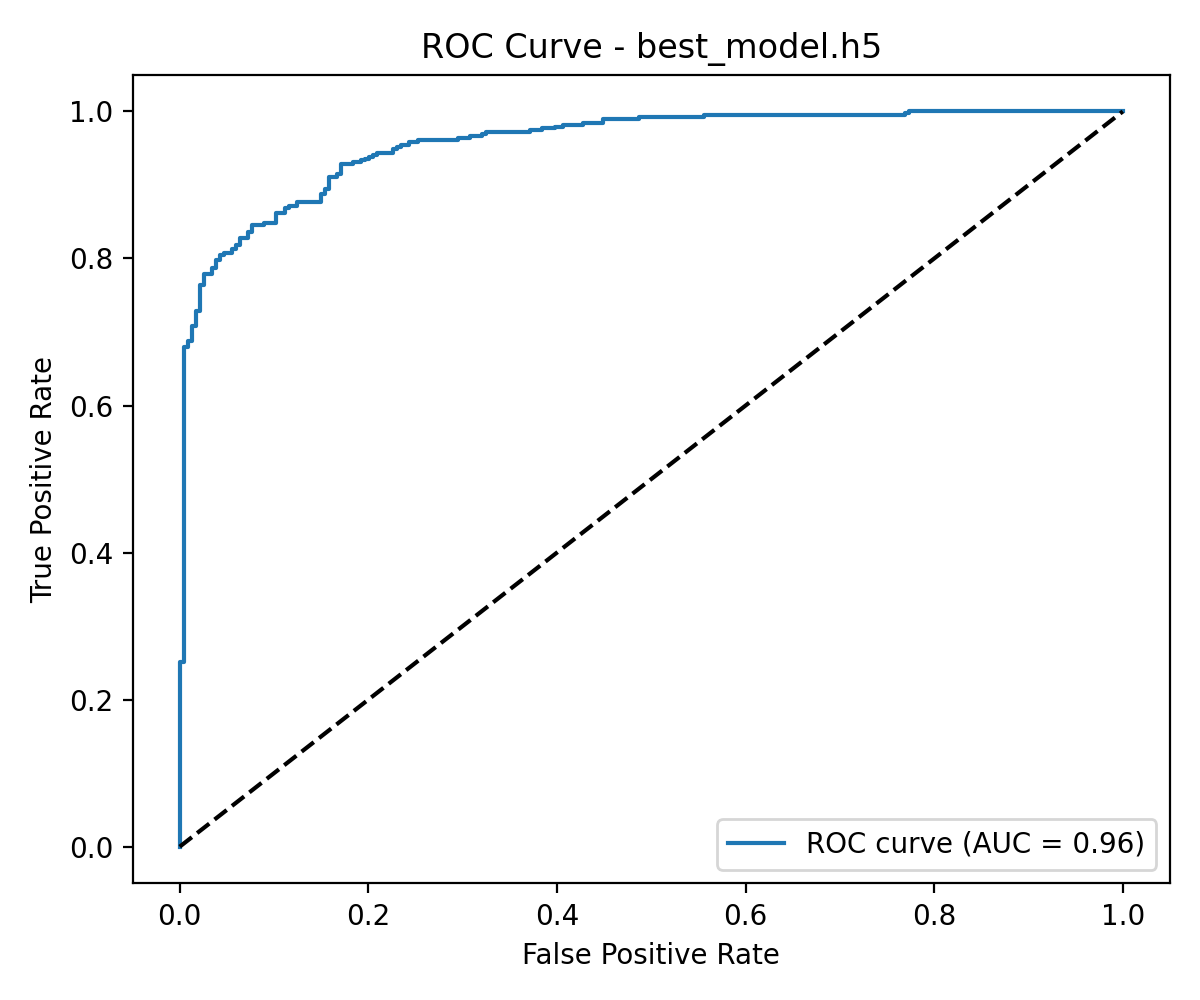 ROC Curve - best_model.h5
1.0
0.8
0.6
0.4
0.2
0.0
True Positive Rate
ROC curve (AUC = 0.96)
0.0 0.2 0.4 0.6 0.8 1.0
False Positive Rate